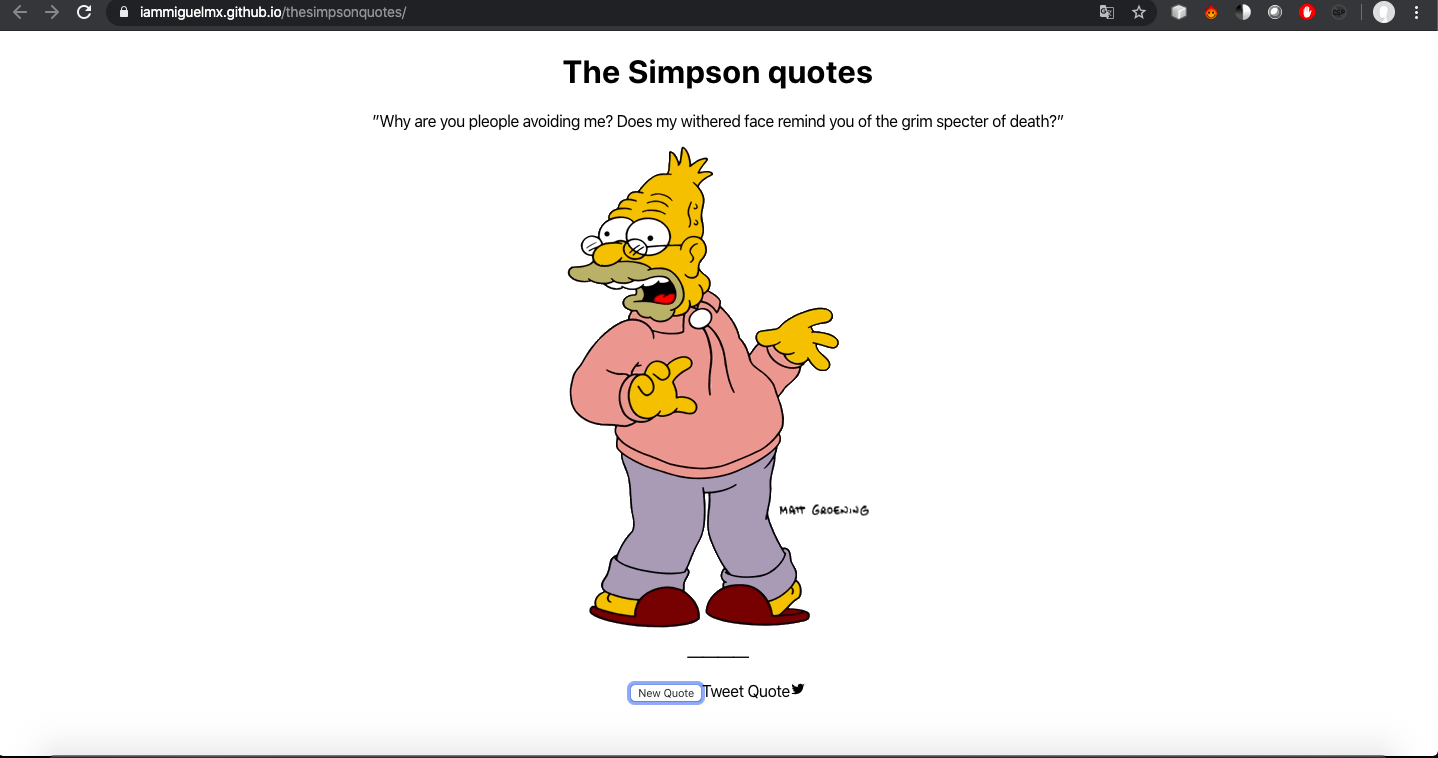 iammiguelmx.github.io/thesimpsonquotes/
The Simpson quotes
”Why are you pleople avoiding me? Does my withered face remind you of the grim specter of death?”
MATT GROENING
New Quote Tweet Quote